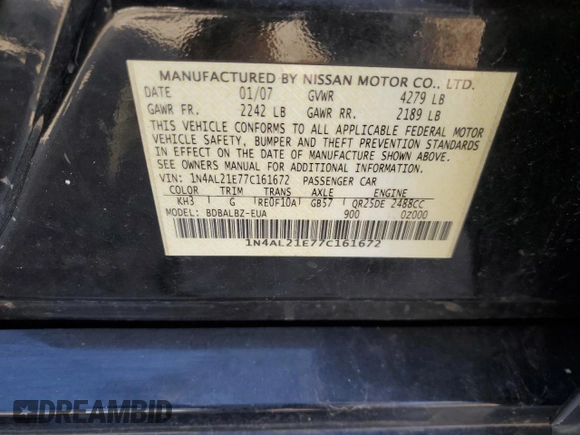 MANUFACTURED BY NISSAN MOTOR CO., LTD.
DATE 01/07 GVWR 4279 LB
GAWR FR. 2242 LB GAWR RR. 2189 LB
THIS VEHICLE CONFORMS TO ALL APPLICABLE FEDERAL MOTOR
VEHICLE SAFETY, BUMPER AND THEFT PREVENTION STANDARDS
IN EFFECT ON THE DATE OF MANUFACTURE SHOWN ABOVE.
SEE OWNERS MANUAL FOR ADDITIONAL INFORMATION
VIN: 1N4AL21E77C161672 PASSENGER CAR
COLOR TRIM TRANS AXLE ENGINE
KH3 G RE0F10A GB57 QR25DE 2488CC
MODEL: BDBALBZ-EUA 900 02000
1N4AL21E77C161672
DREAMBID